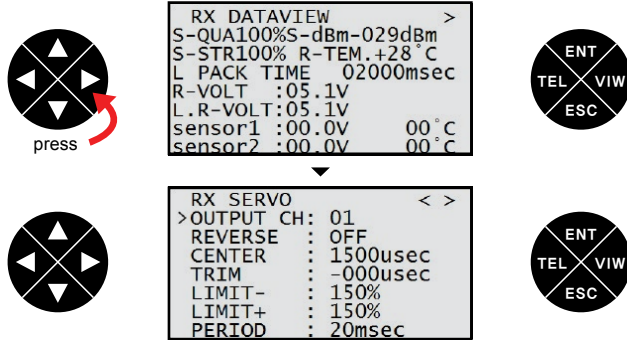 RX DATAVIEW >
S-QUA100%S-dBm-029dBm
S-STR100% R-TEM.+28°C
L PACK TIME 02000msec
R-VOLT :05.1V
L.R-VOLT:05.1V
sensor1 :00.0V 00°C
sensor2 :00.0V 00°C
press
ENT
TEL VIW
ESC
RX SERVO < >
>OUTPUT CH: 01
REVERSE : OFF
CENTER : 1500usec
TRIM : -000usec
LIMIT- : 150%
LIMIT+ : 150%
PERIOD : 20msec
ENT
TEL VIW
ESC